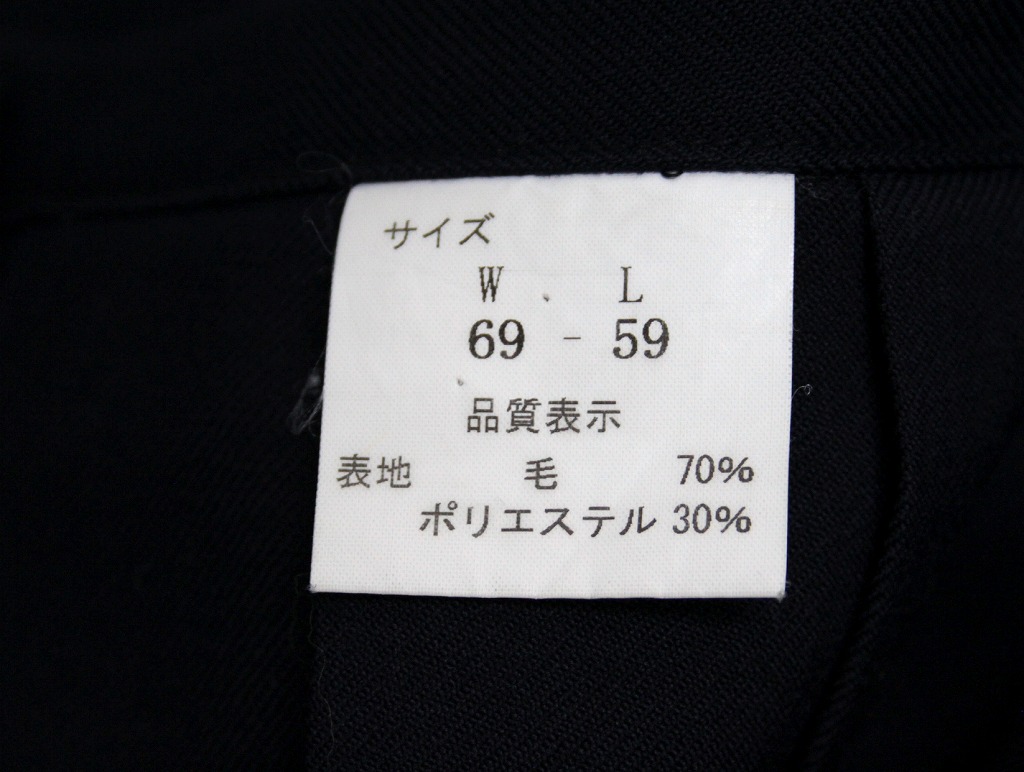 サイズ
W . L
69 - 59
品質表示
表地 毛 70%
ポリエステル 30%